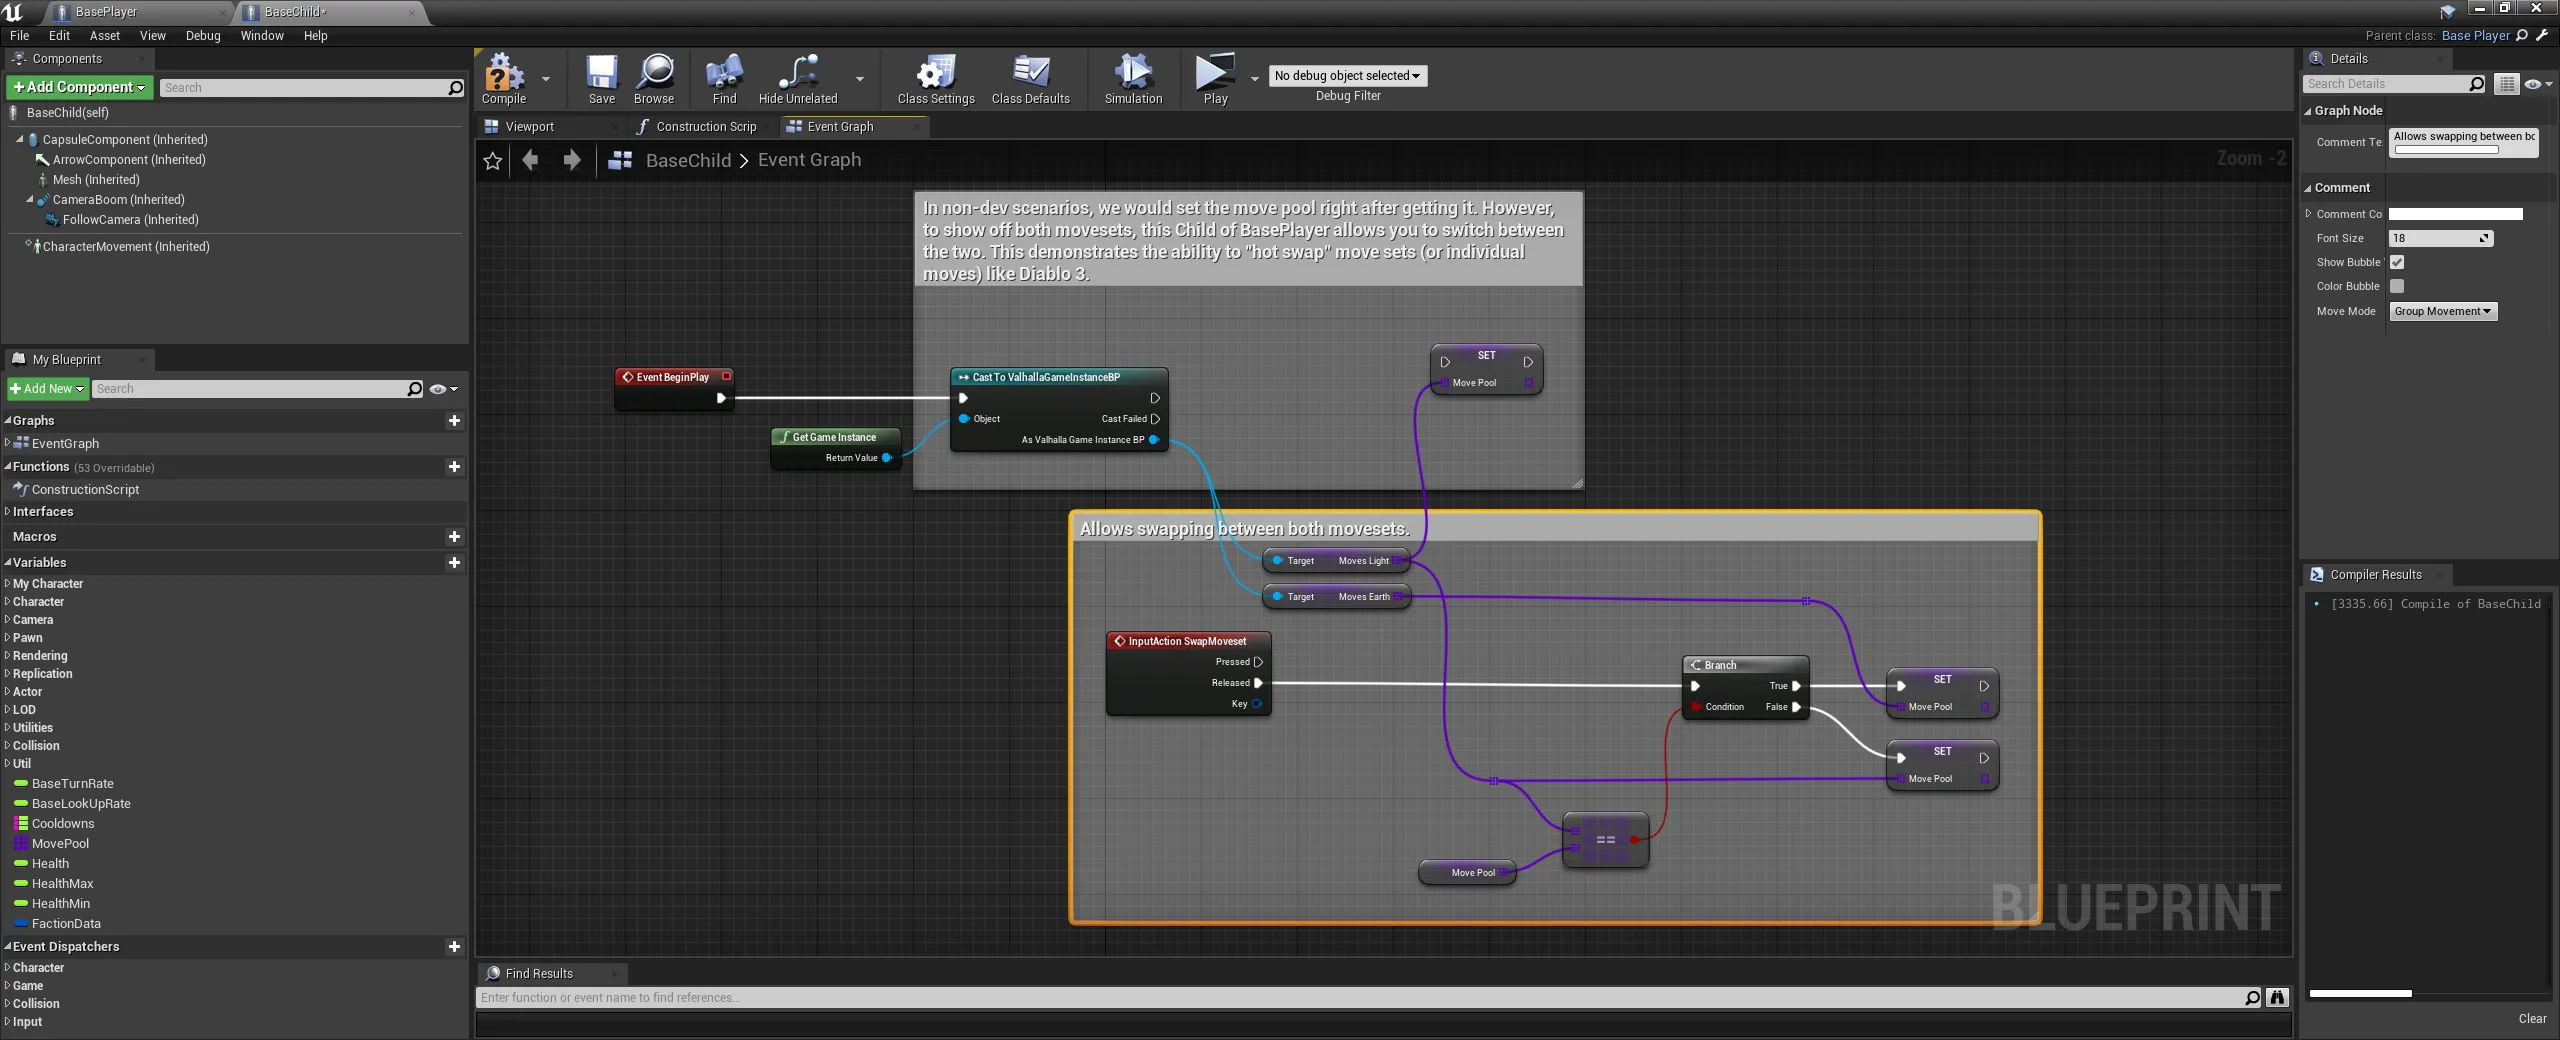 BasePlayer
BaseChild*
File Edit Asset View Debug Window Help
Parent class: Base Player
Components
+Add Component
Search
BaseChild(self)
CapsuleComponent (Inherited)
ArrowComponent (Inherited)
Mesh (Inherited)
CameraBoom (Inherited)
FollowCamera (Inherited)
CharacterMovement (Inherited)
My Blueprint
+Add New
Search
Graphs
EventGraph
Functions (53 Overridable)
ConstructionScript
Interfaces
Macros
Variables
My Character
Character
Camera
Pawn
Rendering
Replication
Actor
LOD
Utilities
Collision
Util
BaseTurnRate
BaseLookUpRate
Cooldowns
MovePool
Health
HealthMax
HealthMin
FactionData
Event Dispatchers
Character
Game
Collision
Input
Compile
Save
Browse
Find
Hide Unrelated
Class Settings
Class Defaults
Simulation
Play
No debug object selected
Debug Filter
Viewport
Construction Scrip
Event Graph
BaseChild > Event Graph
Zoom -2
In non-dev scenarios, we would set the move pool right after getting it. However,
to show off both movesets, this Child of BasePlayer allows you to switch between
the two. This demonstrates the ability to "hot swap" move sets (or individual
moves) like Diablo 3.
SET
Move Pool
Event BeginPlay
Cast To ValhallaGameInstanceBP
Object
Cast Failed
As Valhalla Game Instance BP
Get Game Instance
Return Value
Allows swapping between both movesets.
Target Moves Light
Target Moves Earth
InputAction SwapMoveset
Pressed
Released
Key
Branch
True
Condition False
SET
Move Pool
SET
Move Pool
==
Move Pool
BLUEPRINT
Find Results
Enter function or event name to find references...
Details
Search Details
Graph Node
Comment Te
Allows swapping between bo
Comment
Comment Co
Font Size 18
Show Bubble
Color Bubble
Move Mode Group Movement
Compiler Results
[3335.66] Compile of BaseChild
Clear